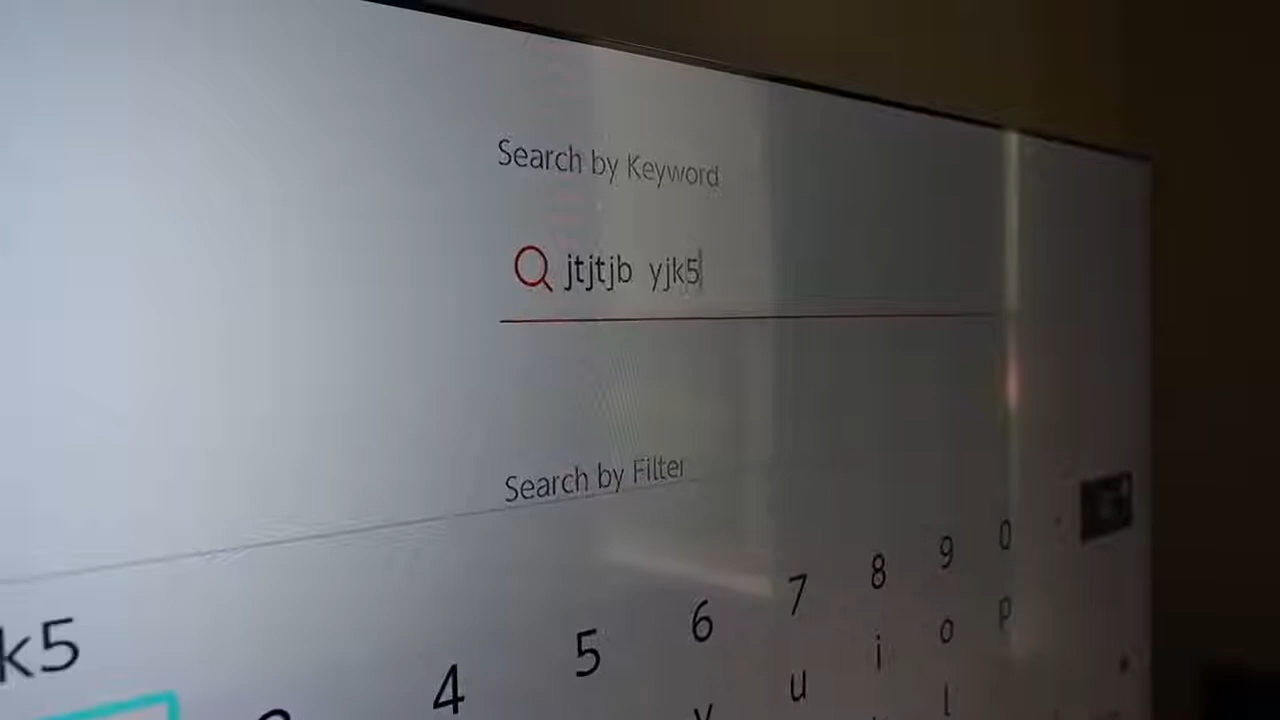 Search by Keyword
jtjtjb  yjk5
Search by Filter
k5
4 5 6 7 8 9 0
u i o p
l